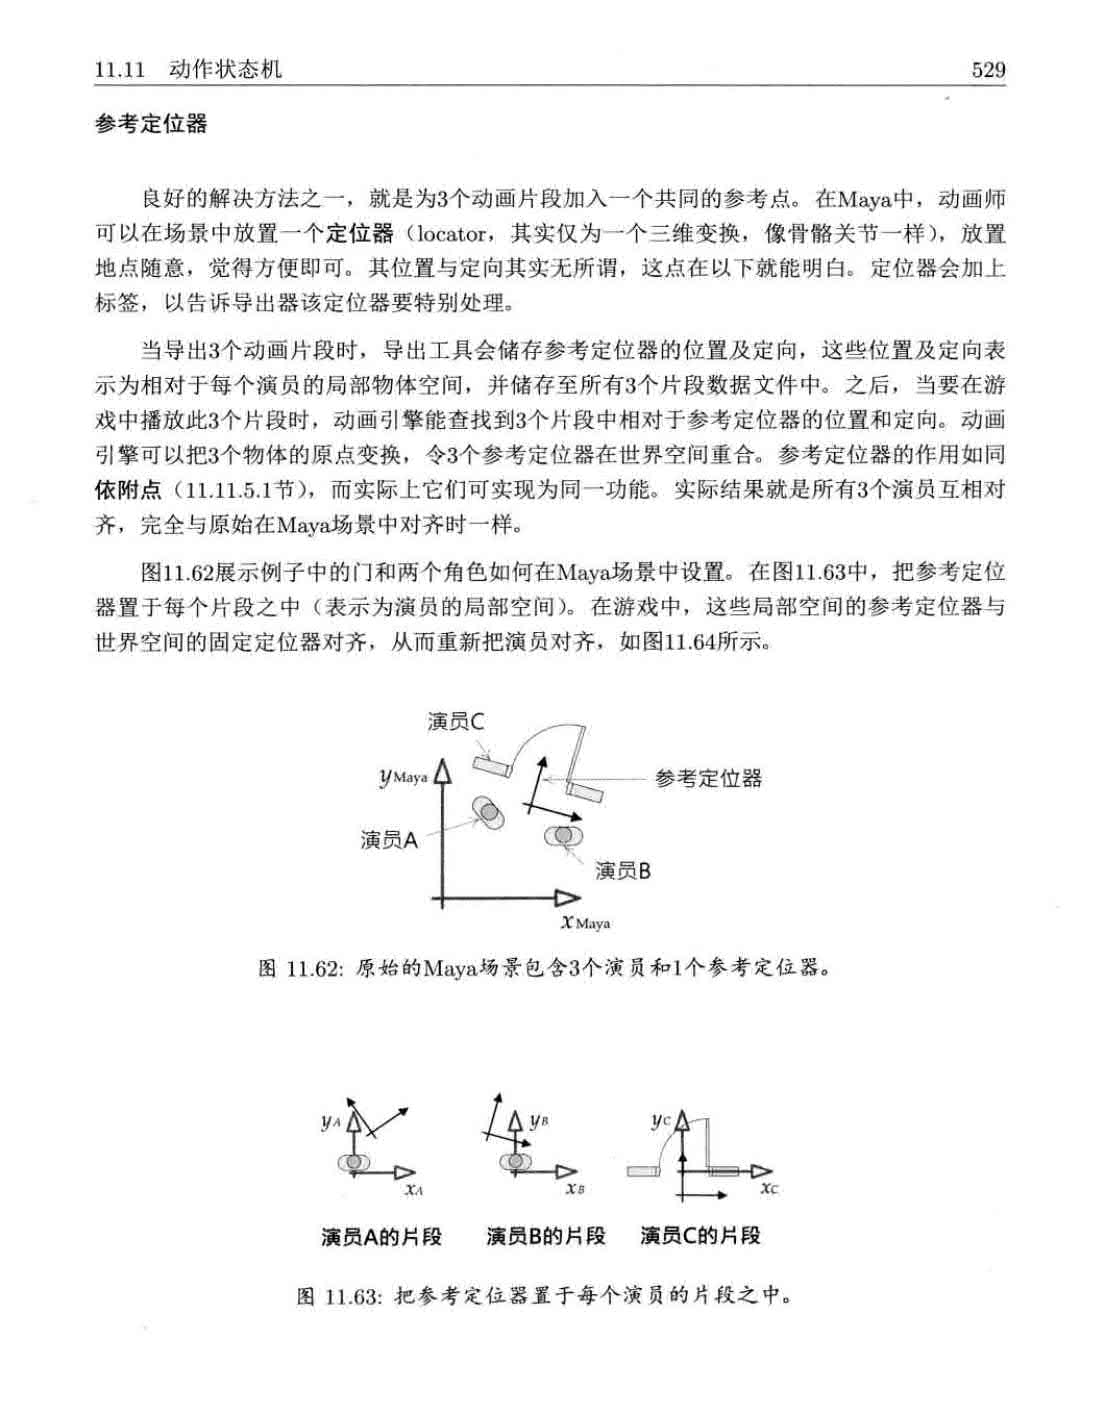 11.11 动作状态机 529
参考定位器
良好的解决方法之一，就是为3个动画片段加入一个共同的参考点。在Maya中，动画师
可以在场景中放置一个定位器（locator，其实仅为一个三维变换，像骨骼关节一样），放置
地点随意，觉得方便即可。其位置与定向其实无所谓，这点在以下就能明白。定位器会加上
标签，以告诉导出器该定位器要特别处理。
当导出3个动画片段时，导出工具会储存参考定位器的位置及定向，这些位置及定向表
示为相对于每个演员的局部物体空间，并储存至所有3个片段数据文件中。之后，当要在游
戏中播放此3个片段时，动画引擎能查找到3个片段中相对于参考定位器的位置和定向。动画
引擎可以把3个物体的原点变换，令3个参考定位器在世界空间重合。参考定位器的作用如同
依附点（11.11.5.1节），而实际上它们可实现为同一功能。实际结果就是所有3个演员互相对
齐，完全与原始在Maya场景中对齐时一样。
图11.62展示例子中的门和两个角色如何在Maya场景中设置。在图11.63中，把参考定位
器置于每个片段之中（表示为演员的局部空间）。在游戏中，这些局部空间的参考定位器与
世界空间的固定定位器对齐，从而重新把演员对齐，如图11.64所示。
演员C
yMaya
参考定位器
演员A
演员B
xMaya
图 11.62: 原始的Maya场景包含3个演员和1个参考定位器。
yA yB yC
xA xB xC
演员A的片段 演员B的片段 演员C的片段
图 11.63: 把参考定位器置于每个演员的片段之中。